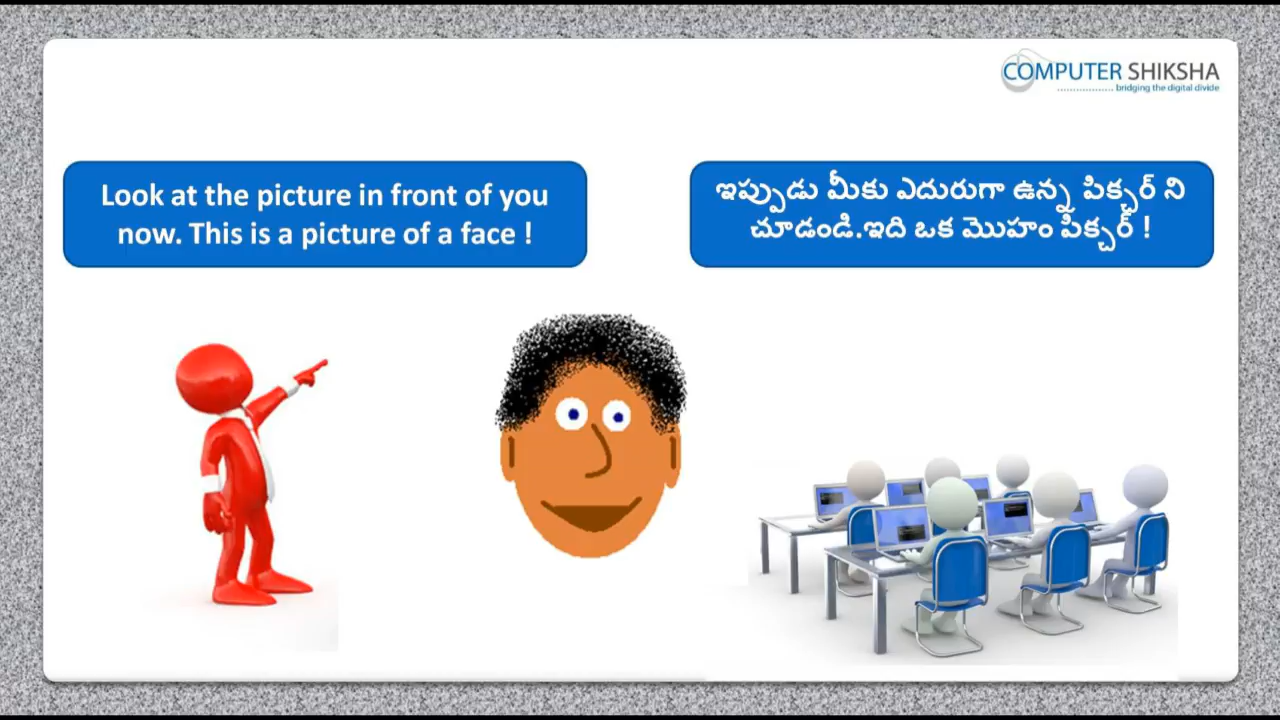 COMPUTER SHIKSHA
bridging the digital divide
Look at the picture in front of you
now. This is a picture of a face !
ఇప్పుడు మీకు ఎదురుగా ఉన్న పిక్చర్ ని
చూడండి.ఇది ఒక మొహం పిక్చర్ !